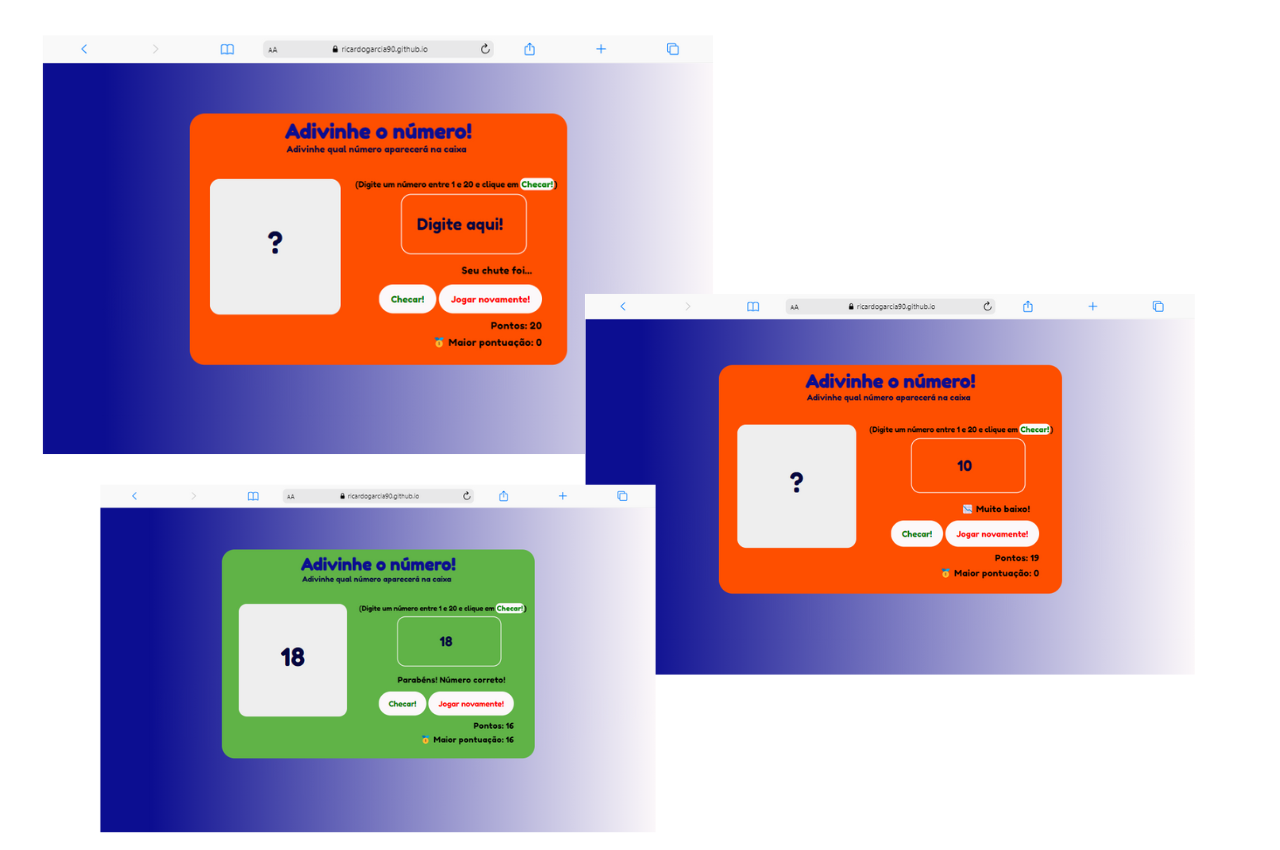 AA ricardogarcia90.github.io
Adivinhe o número!
Adivinhe qual número aparecerá na caixa
(Digite um número entre 1 e 20 e clique em Checar!)
?
Digite aqui!
Seu chute foi...
Checar! Jogar novamente!
Pontos: 20
🥇 Maior pontuação: 0
AA ricardogarcia90.github.io
Adivinhe o número!
Adivinhe qual número aparecerá na caixa
(Digite um número entre 1 e 20 e clique em Checar!)
?
10
📉 Muito baixo!
Checar! Jogar novamente!
Pontos: 19
🥇 Maior pontuação: 0
AA ricardogarcia90.github.io
Adivinhe o número!
Adivinhe qual número aparecerá na caixa
(Digite um número entre 1 e 20 e clique em Checar!)
18
18
Parabéns! Número correto!
Checar! Jogar novamente!
Pontos: 16
🥇 Maior pontuação: 16